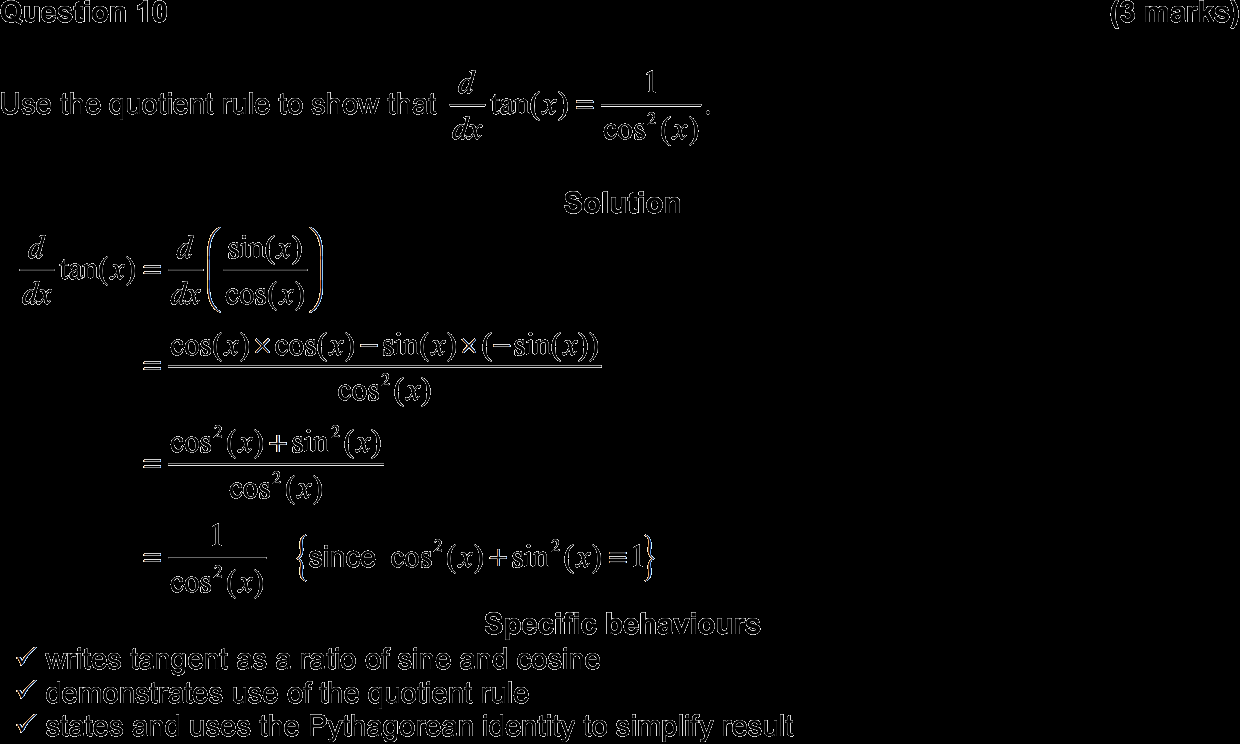 Question 10 (3 marks)
Use the quotient rule to show that d/dx tan(x) = 1/cos²(x).
Solution
d/dx tan(x) = d/dx (sin(x)/cos(x))
= (cos(x) × cos(x) − sin(x) × (−sin(x)))/cos²(x)
= (cos²(x) + sin²(x))/cos²(x)
= 1/cos²(x) {since cos²(x) + sin²(x) = 1}
Specific behaviours
✓ writes tangent as a ratio of sine and cosine
✓ demonstrates use of the quotient rule
✓ states and uses the Pythagorean identity to simplify result